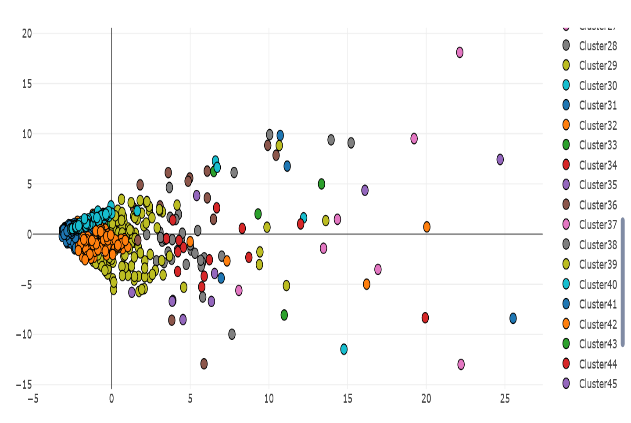 20
15
10
5
0
−5
−10
−15
−5
0
5
10
15
20
25
Cluster28
Cluster29
Cluster30
Cluster31
Cluster32
Cluster33
Cluster34
Cluster35
Cluster36
Cluster37
Cluster38
Cluster39
Cluster40
Cluster41
Cluster42
Cluster43
Cluster44
Cluster45